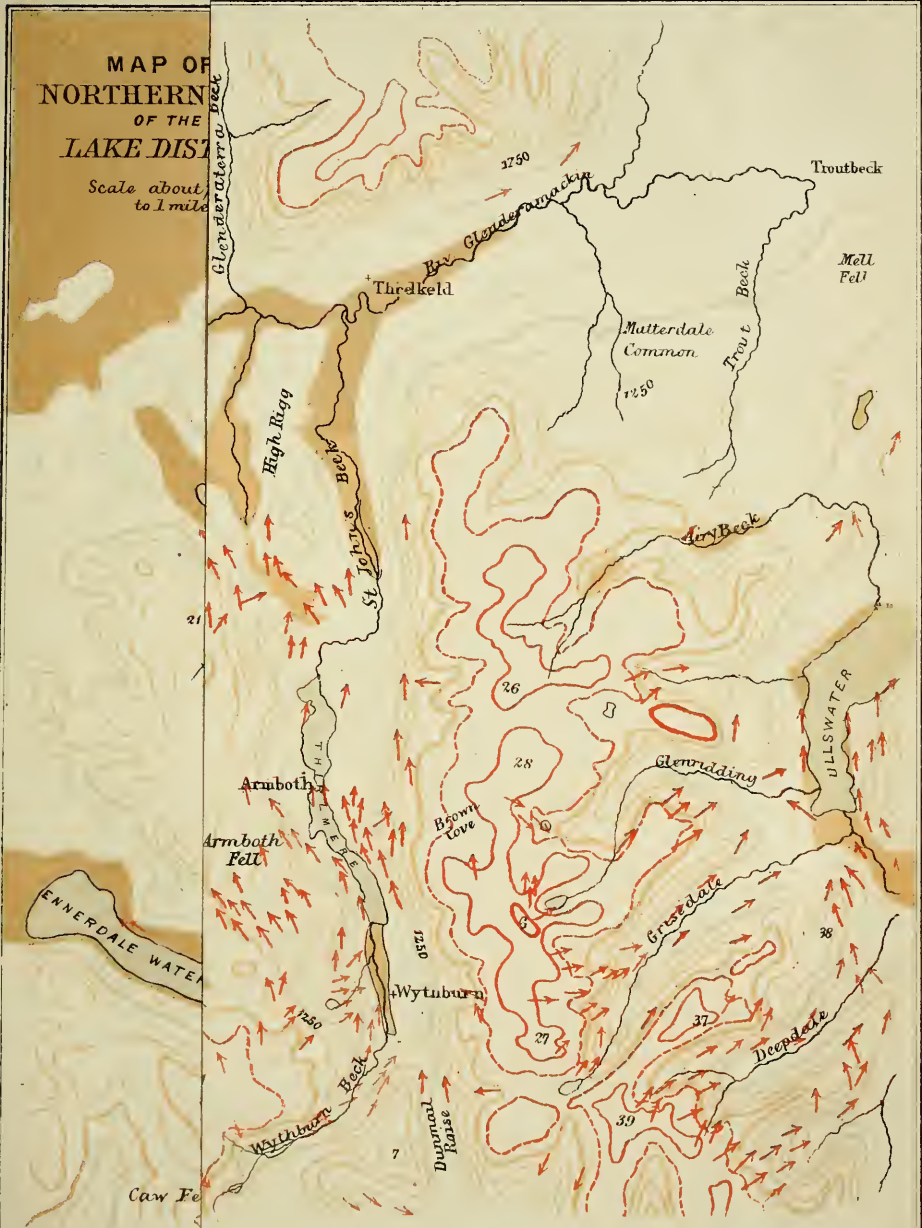 MAP OF
NORTHERN
OF THE
LAKE DIST
Scale about
to 1 mile
Glenderaterra Beck
1750
Riv Glenderamackin
Troutbeck
Threlkeld
Mell
Fell
Trout Beck
Mutterdale
Common
1250
High Rigg
St Johns Beck
Airy Beck
21
26
ULLSWATER
THIRLMERE
28
Glenridding
Armboth
Brown
Cove
Armboth
Fell
ENNERDALE WATER
Grisedale
38
1250
Wythburn
1250
37
27
Deepdale
Wythburn Beck
Dunmail
Raise
39
7
Caw Fe